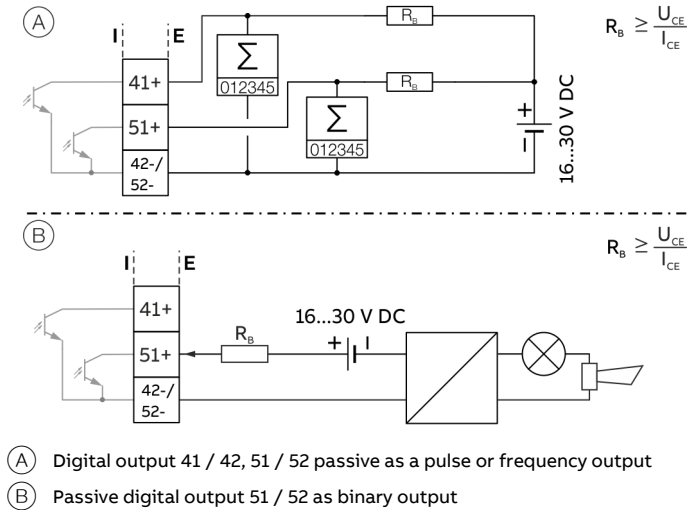 A
I E
R_B
R_B ≥ U_CE / I_CE
Σ
012345
41+
R_B
51+
Σ
012345
42-/
52-
+
–
16...30 V DC
B
R_B ≥ U_CE / I_CE
I E
41+
16...30 V DC
R_B
+ –
51+
42-/
52-
A Digital output 41 / 42, 51 / 52 passive as a pulse or frequency output
B Passive digital output 51 / 52 as binary output